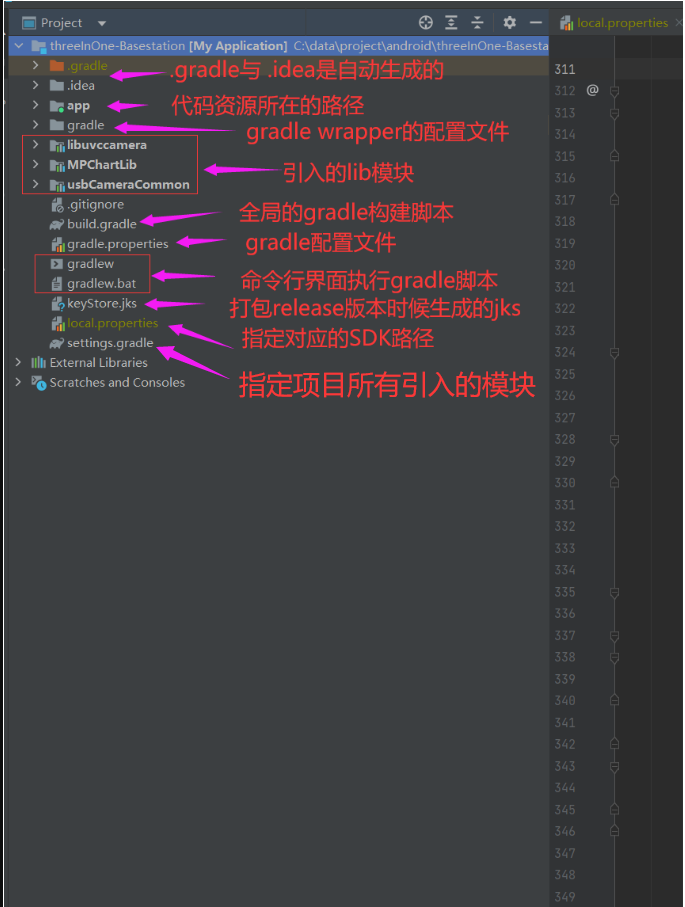 Project
local.properties
threeInOne-Basestation [My Application] C:\data\project\android\threeInOne-Basesta
.gradle
.gradle与 .idea是自动生成的
.idea
app
代码资源所在的路径
gradle
gradle wrapper的配置文件
libuvccamera
MPChartLib
引入的lib模块
usbCameraCommon
.gitignore
全局的gradle构建脚本
build.gradle
gradle.properties
gradle配置文件
gradlew
命令行界面执行gradle脚本
gradlew.bat
keyStore.jks
打包release版本时候生成的jks
local.properties
指定对应的SDK路径
settings.gradle
指定项目所有引入的模块
External Libraries
Scratches and Consoles
311
312 @
313
314
315
316
317
318
319
320
321
322
323
324
325
326
327
328
329
330
331
332
333
334
335
336
337
338
339
340
341
342
343
344
345
346
347
348
349